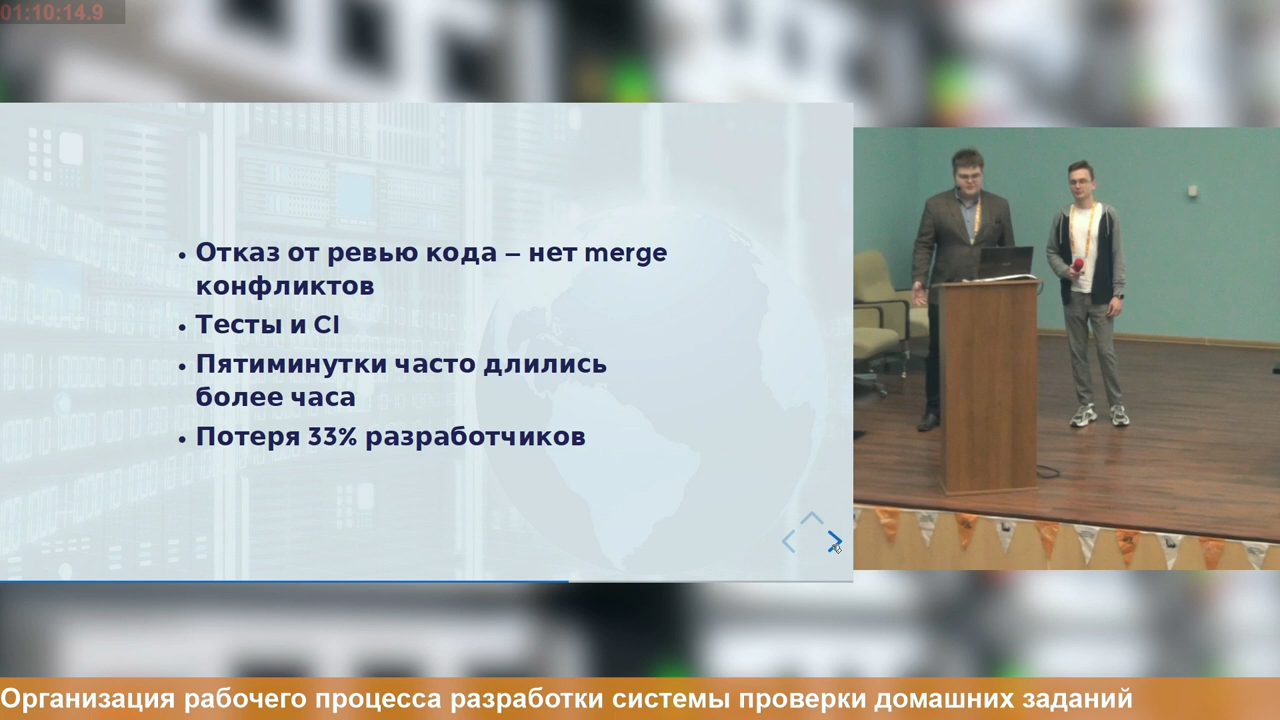 01:10:14.9
• Отказ от ревью кода – нет merge
конфликтов
• Тесты и CI
• Пятиминутки часто длились
более часа
• Потеря 33% разработчиков
Организация рабочего процесса разработки системы проверки домашних заданий